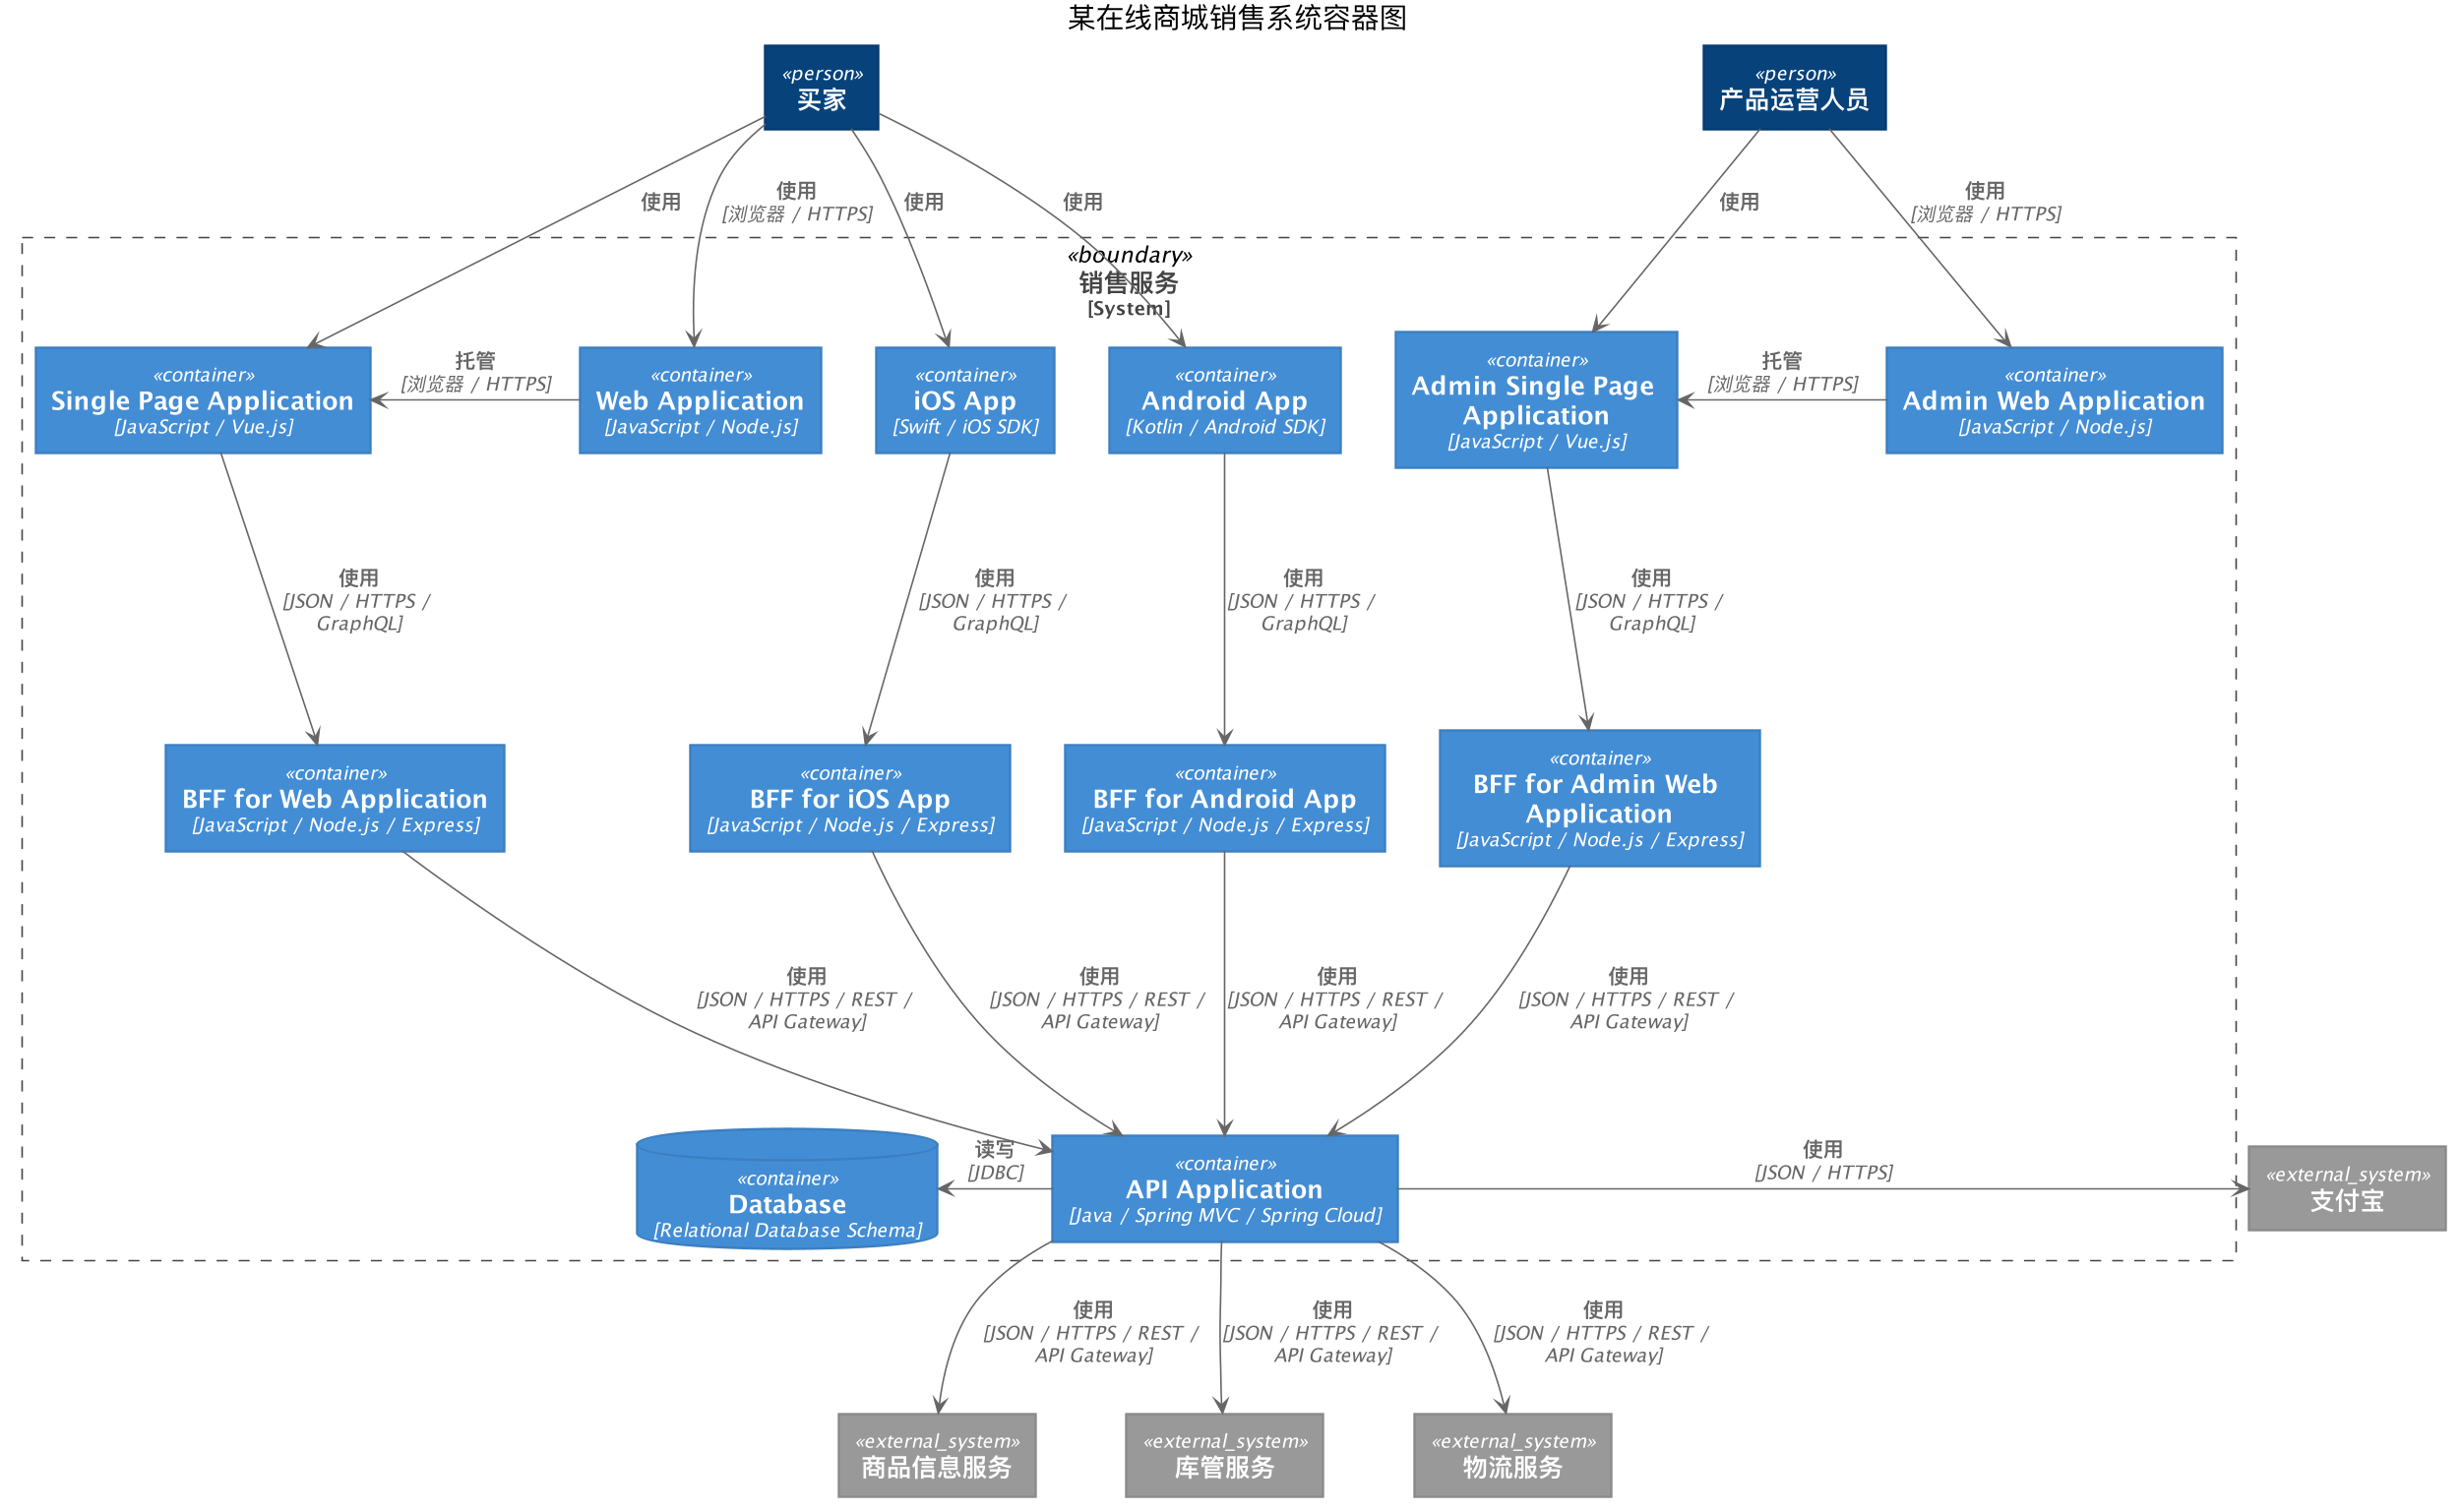 某在线商城销售系统容器图
«person»
买家
«person»
产品运营人员
使用
使用
[浏览器 / HTTPS]
使用
使用
使用
使用
[浏览器 / HTTPS]
«boundary»
销售服务
[System]
«container»
Single Page Application
[JavaScript / Vue.js]
托管
[浏览器 / HTTPS]
«container»
Web Application
[JavaScript / Node.js]
«container»
iOS App
[Swift / iOS SDK]
«container»
Android App
[Kotlin / Android SDK]
«container»
Admin Single Page
Application
[JavaScript / Vue.js]
托管
[浏览器 / HTTPS]
«container»
Admin Web Application
[JavaScript / Node.js]
使用
[JSON / HTTPS /
GraphQL]
使用
[JSON / HTTPS /
GraphQL]
使用
[JSON / HTTPS /
GraphQL]
使用
[JSON / HTTPS /
GraphQL]
«container»
BFF for Web Application
[JavaScript / Node.js / Express]
«container»
BFF for iOS App
[JavaScript / Node.js / Express]
«container»
BFF for Android App
[JavaScript / Node.js / Express]
«container»
BFF for Admin Web
Application
[JavaScript / Node.js / Express]
使用
[JSON / HTTPS / REST /
API Gateway]
使用
[JSON / HTTPS / REST /
API Gateway]
使用
[JSON / HTTPS / REST /
API Gateway]
使用
[JSON / HTTPS / REST /
API Gateway]
«container»
Database
[Relational Database Schema]
读写
[JDBC]
«container»
API Application
[Java / Spring MVC / Spring Cloud]
使用
[JSON / HTTPS]
«external_system»
支付宝
使用
[JSON / HTTPS / REST /
API Gateway]
使用
[JSON / HTTPS / REST /
API Gateway]
使用
[JSON / HTTPS / REST /
API Gateway]
«external_system»
商品信息服务
«external_system»
库管服务
«external_system»
物流服务